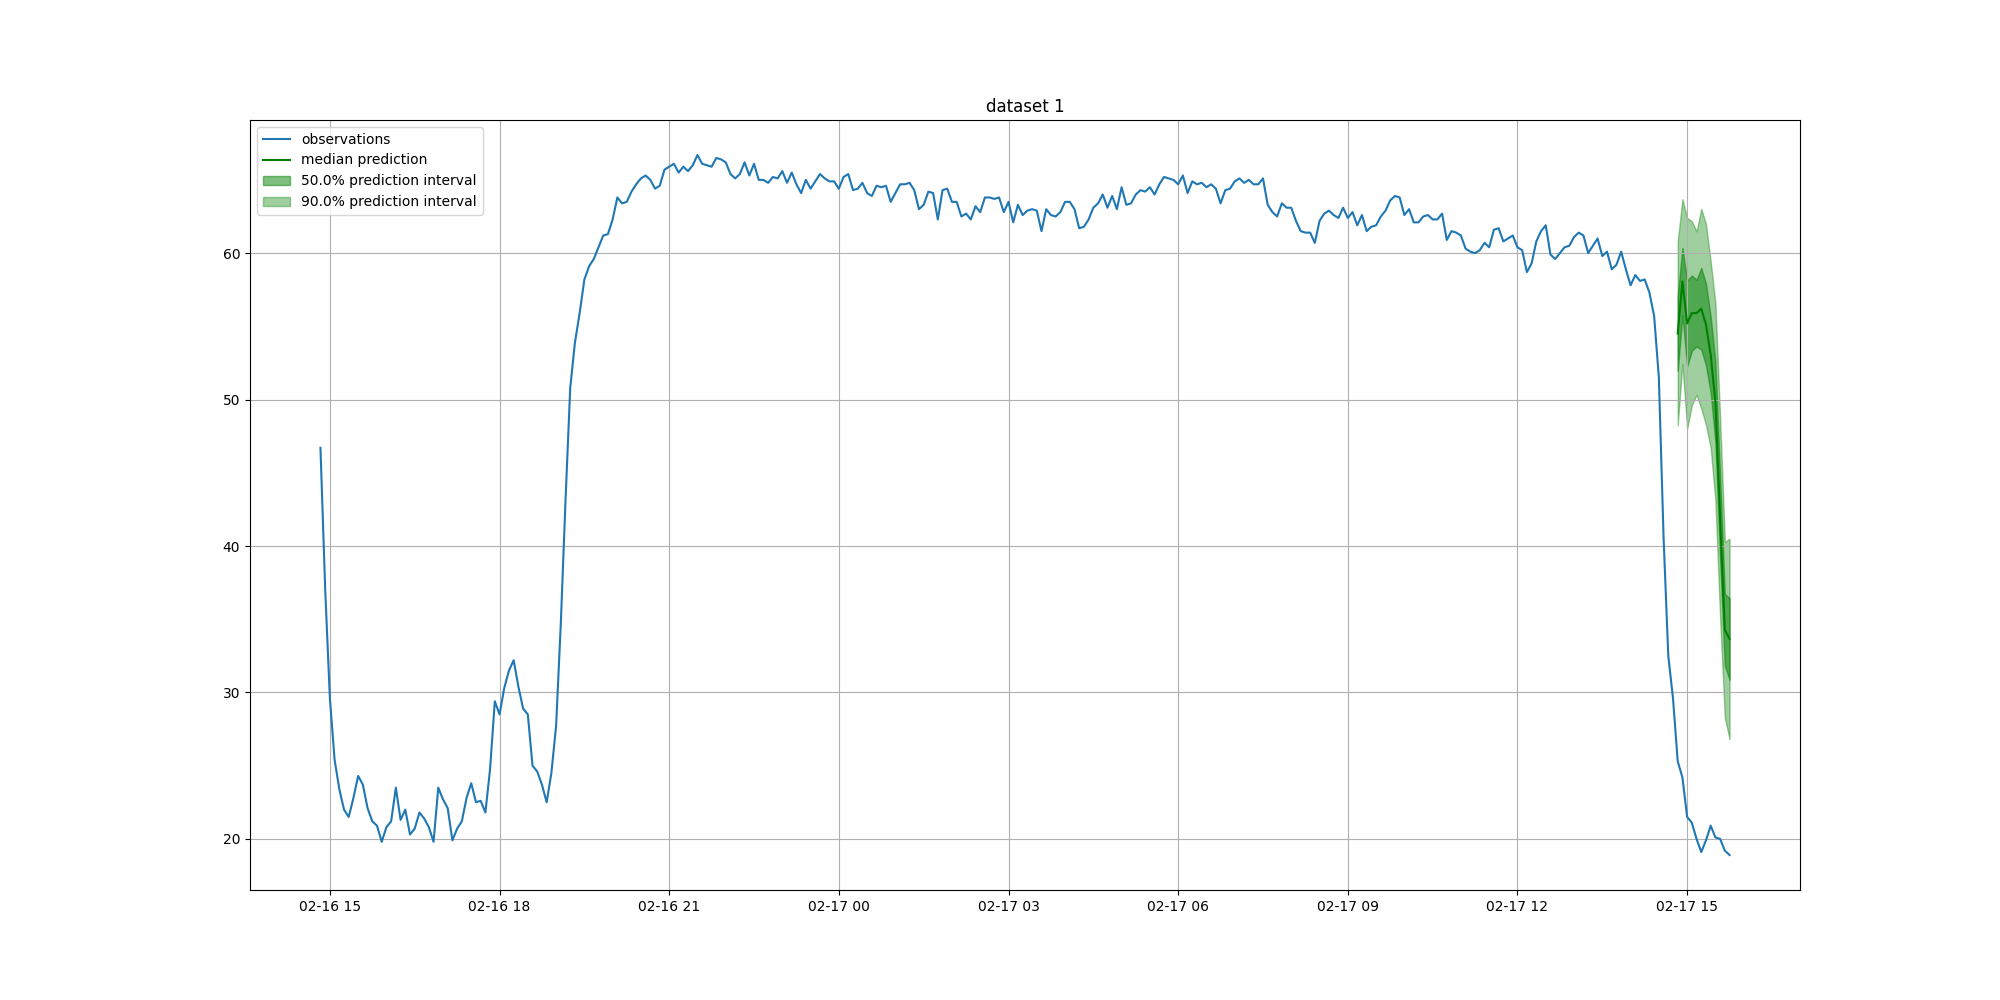 dataset 1
observations
median prediction
50.0% prediction interval
90.0% prediction interval
60
50
40
30
20
02-16 15 02-16 18 02-16 21 02-17 00 02-17 03 02-17 06 02-17 09 02-17 12 02-17 15